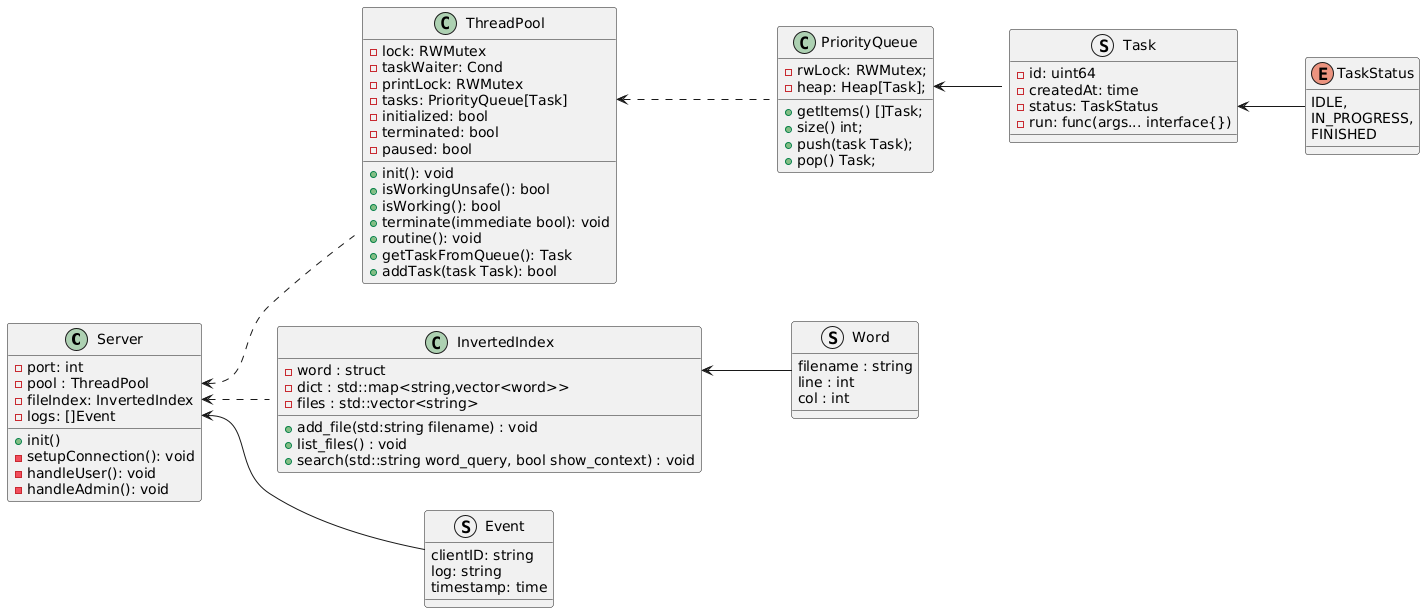 C ThreadPool
lock: RWMutex
taskWaiter: Cond
printLock: RWMutex
tasks: PriorityQueue[Task]
initialized: bool
terminated: bool
paused: bool
init(): void
isWorkingUnsafe(): bool
isWorking(): bool
terminate(immediate bool): void
routine(): void
getTaskFromQueue(): Task
addTask(task Task): bool
C PriorityQueue
rwLock: RWMutex;
heap: Heap[Task];
getItems() []Task;
size() int;
push(task Task);
pop() Task;
S Task
id: uint64
createdAt: time
status: TaskStatus
run: func(args... interface{})
E TaskStatus
IDLE,
IN_PROGRESS,
FINISHED
C Server
port: int
pool : ThreadPool
fileIndex: InvertedIndex
logs: []Event
init()
setupConnection(): void
handleUser(): void
handleAdmin(): void
C InvertedIndex
word : struct
dict : std::map<string,vector<word>>
files : std::vector<string>
add_file(std:string filename) : void
list_files() : void
search(std::string word_query, bool show_context) : void
S Word
filename : string
line : int
col : int
S Event
clientID: string
log: string
timestamp: time